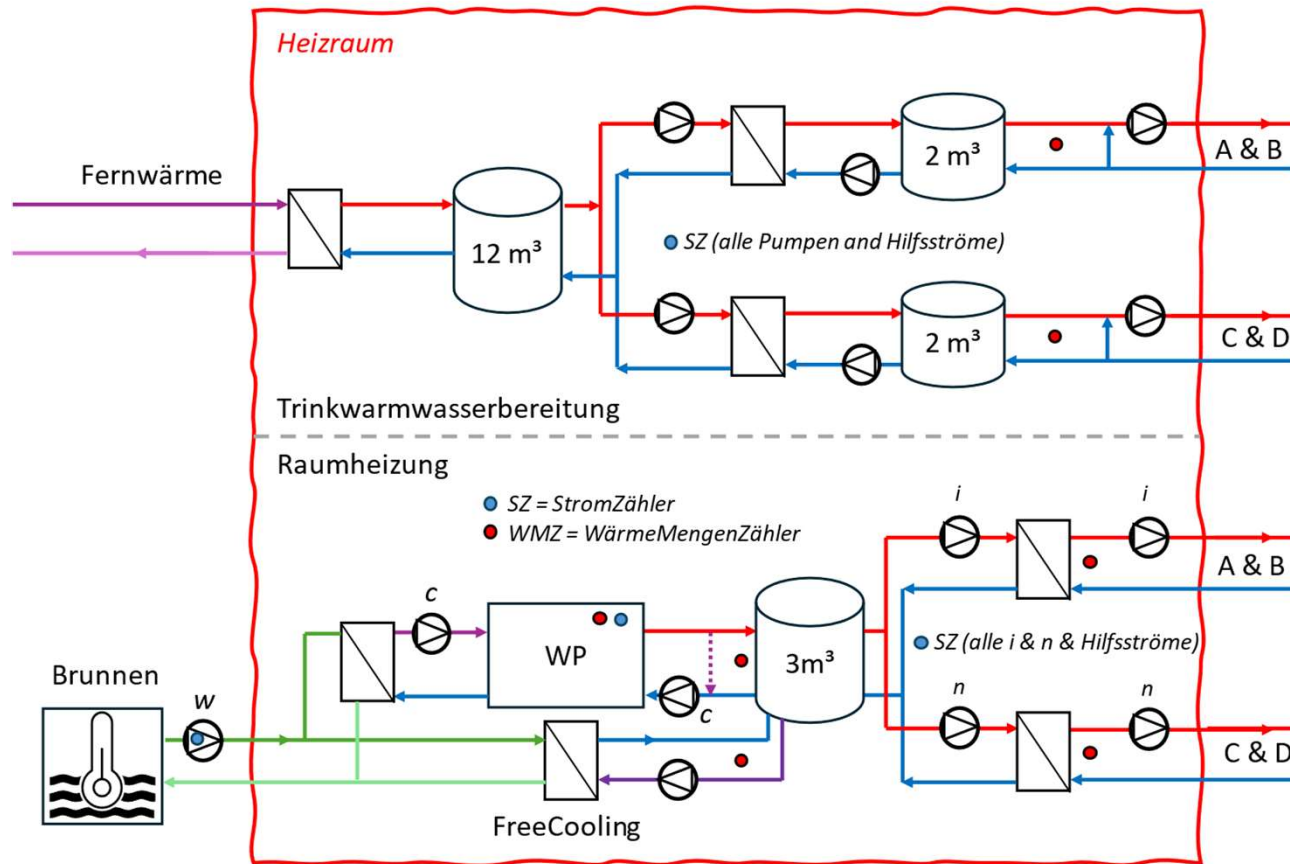 Heizraum
Fernwärme
12 m³
2 m³
A & B
SZ (alle Pumpen and Hilfsströme)
2 m³
C & D
Trinkwarmwasserbereitung
Raumheizung
SZ = StromZähler
WMZ = WärmeMengenZähler
i
i
A & B
c
WP
3m³
SZ (alle i & n & Hilfsströme)
Brunnen
w
c
n
n
C & D
FreeCooling